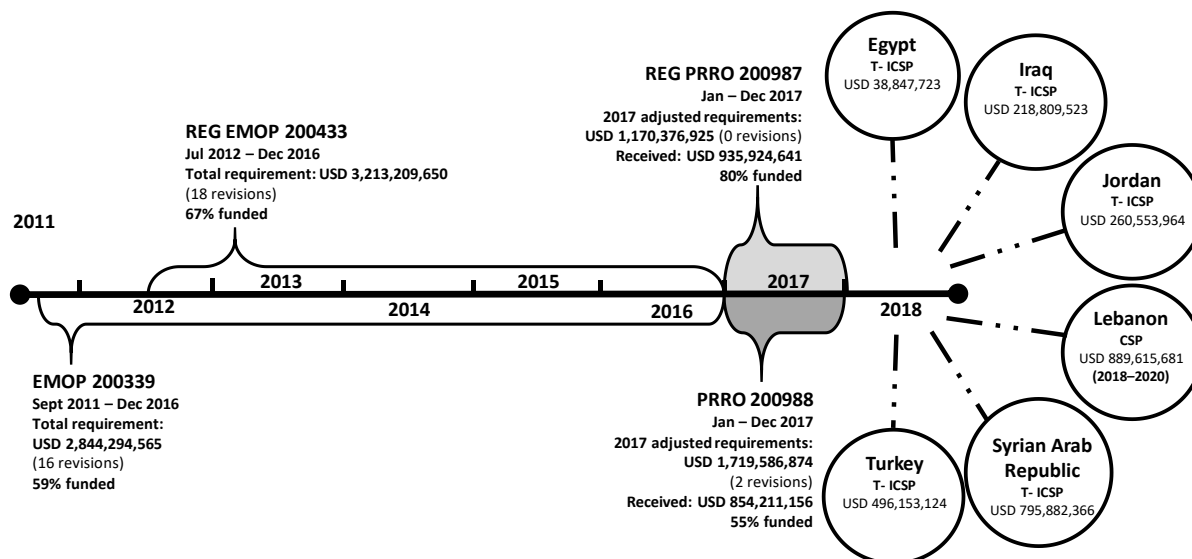 2011
REG EMOP 200433
Jul 2012 – Dec 2016
Total requirement: USD 3,213,209,650
(18 revisions)
67% funded
REG PRRO 200987
Jan – Dec 2017
2017 adjusted requirements:
USD 1,170,376,925 (0 revisions)
Received: USD 935,924,641
80% funded
2012
2013
2014
2015
2016
2017
2018
EMOP 200339
Sept 2011 – Dec 2016
Total requirement:
USD 2,844,294,565
(16 revisions)
59% funded
PRRO 200988
Jan – Dec 2017
2017 adjusted requirements:
USD 1,719,586,874
(2 revisions)
Received: USD 854,211,156
55% funded
Egypt
T- ICSP
USD 38,847,723
Iraq
T- ICSP
USD 218,809,523
Jordan
T- ICSP
USD 260,553,964
Lebanon
CSP
USD 889,615,681
(2018–2020)
Syrian Arab
Republic
T- ICSP
USD 795,882,366
Turkey
T- ICSP
USD 496,153,124